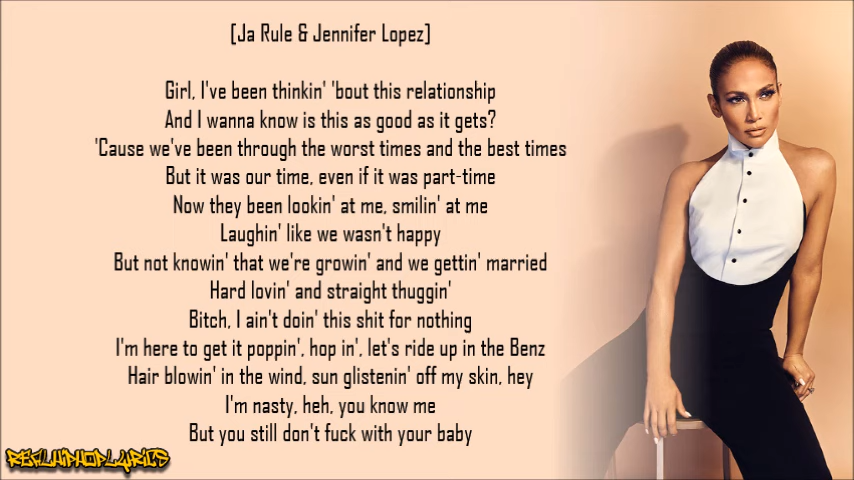 [Ja Rule & Jennifer Lopez]
Girl, I've been thinkin' 'bout this relationship
And I wanna know is this as good as it gets?
'Cause we've been through the worst times and the best times
But it was our time, even if it was part-time
Now they been lookin' at me, smilin' at me
Laughin' like we wasn't happy
But not knowin' that we're growin' and we gettin' married
Hard lovin' and straight thuggin'
Bitch, I ain't doin' this shit for nothing
I'm here to get it poppin', hop in', let's ride up in the Benz
Hair blowin' in the wind, sun glistenin' off my skin, hey
I'm nasty, heh, you know me
But you still don't fuck with your baby
REALHIPHOPLYRICS